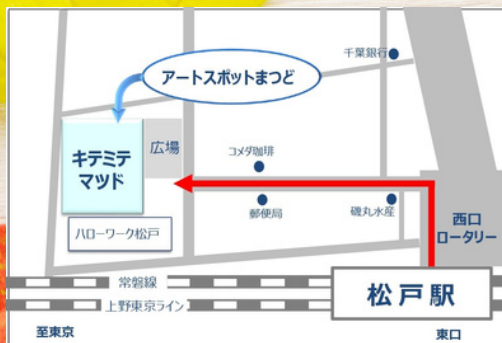 千葉銀行
アートスポットまつど
キテミテ
マツド
広場
コメダ珈琲
郵便局
磯丸水産
西口
ロータリー
ハローワーク松戸
常磐線
上野東京ライン
松戸駅
至東京
東口